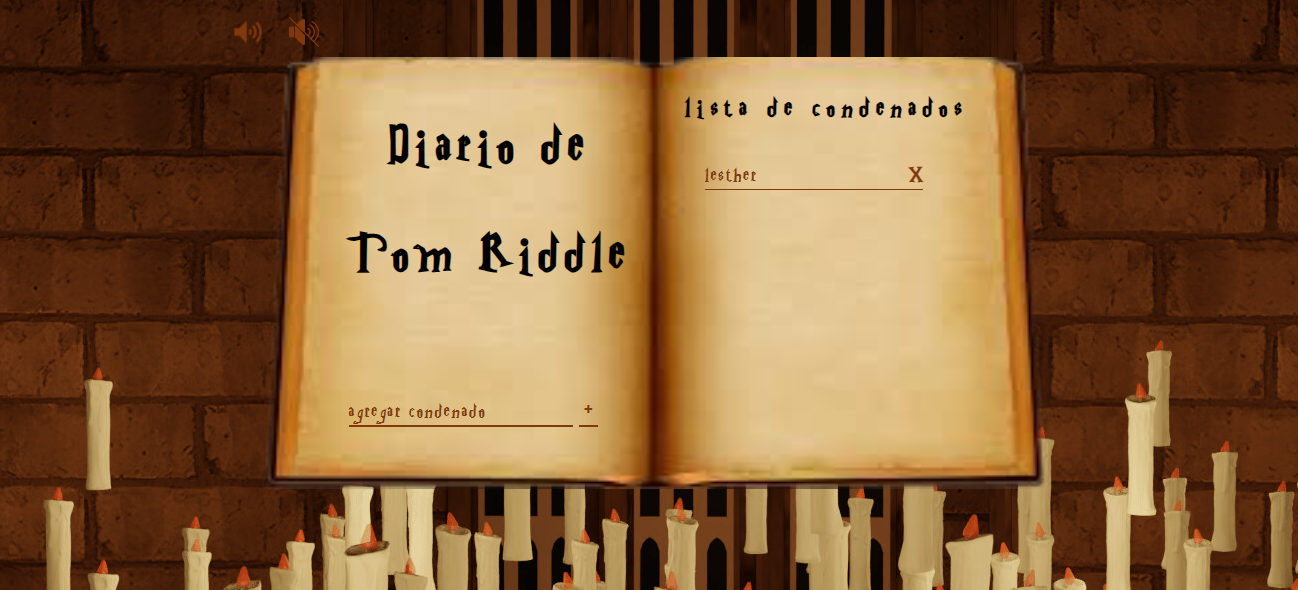 Diario de
Tom Riddle
agregar condenado +
lista de condenados
lesther X